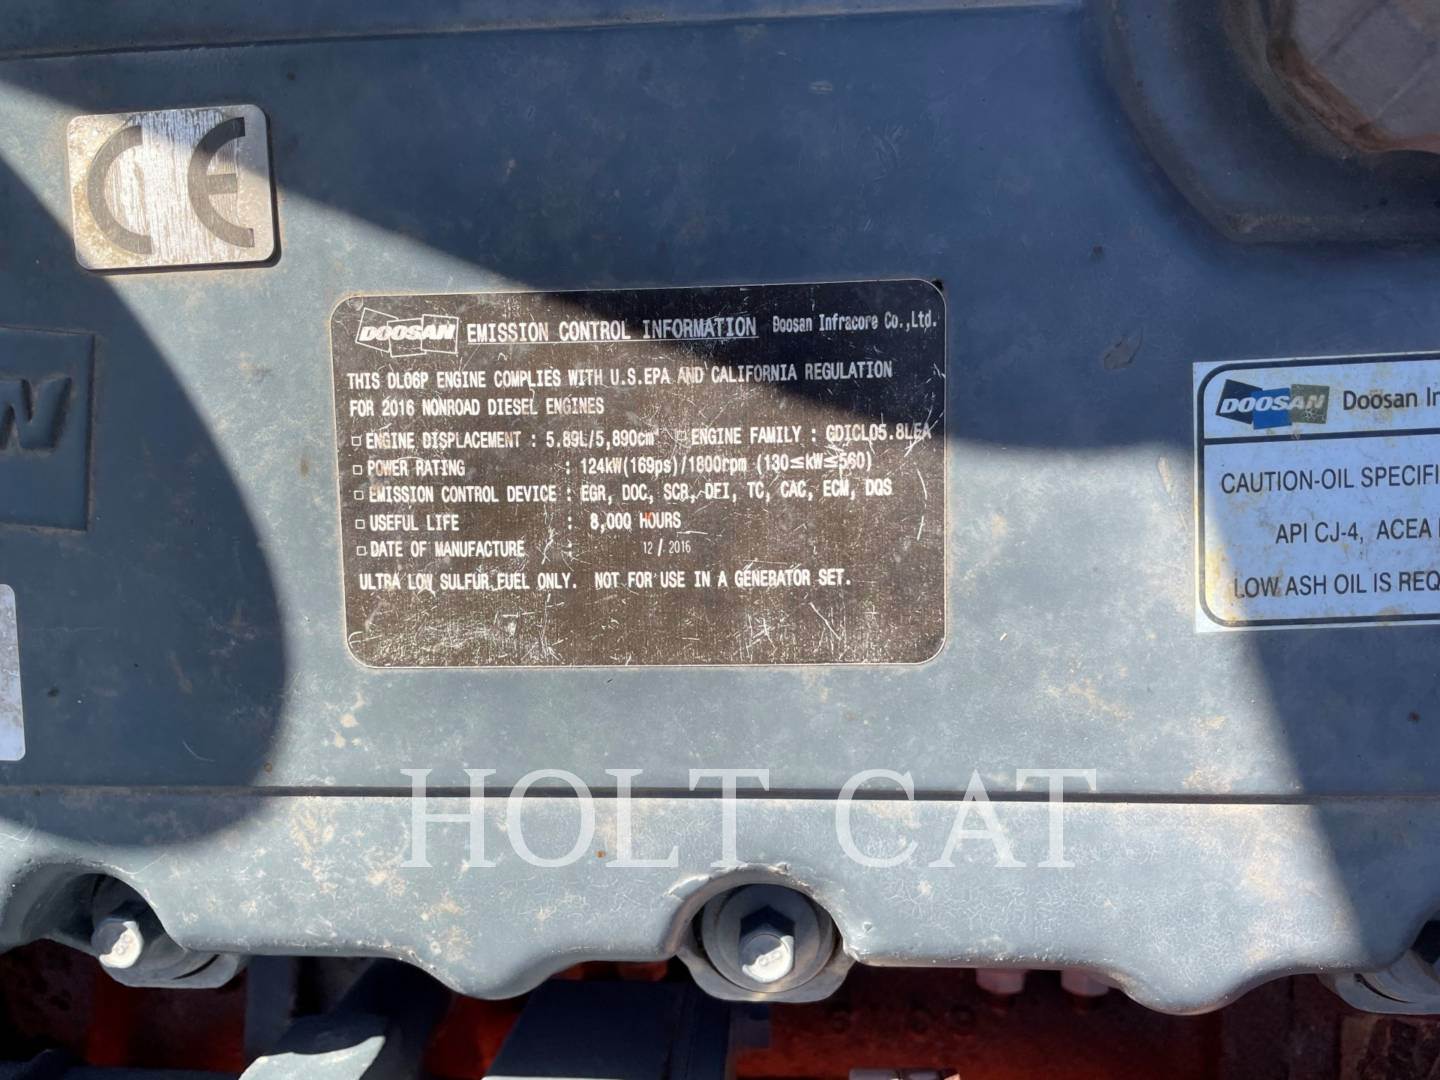 CE
DOOSAN EMISSION CONTROL INFORMATION Doosan Infracore Co.,Ltd.
THIS DL06P ENGINE COMPLIES WITH U.S.EPA AND CALIFORNIA REGULATION
FOR 2016 NONROAD DIESEL ENGINES
ENGINE DISPLACEMENT : 5.89L/5,890cm³ ENGINE FAMILY : GDICL05.8LEA
POWER RATING : 124kW(169ps)/1800rpm (130≤kW≤560)
EMISSION CONTROL DEVICE : EGR, DOC, SCR, DFI, TC, CAC, ECM, DQS
USEFUL LIFE : 8,000 HOURS
DATE OF MANUFACTURE : 12/2016
ULTRA LOW SULFUR FUEL ONLY. NOT FOR USE IN A GENERATOR SET.
DOOSAN Doosan In
CAUTION-OIL SPECIFI
API CJ-4, ACEA
LOW ASH OIL IS REQ
HOLT CAT